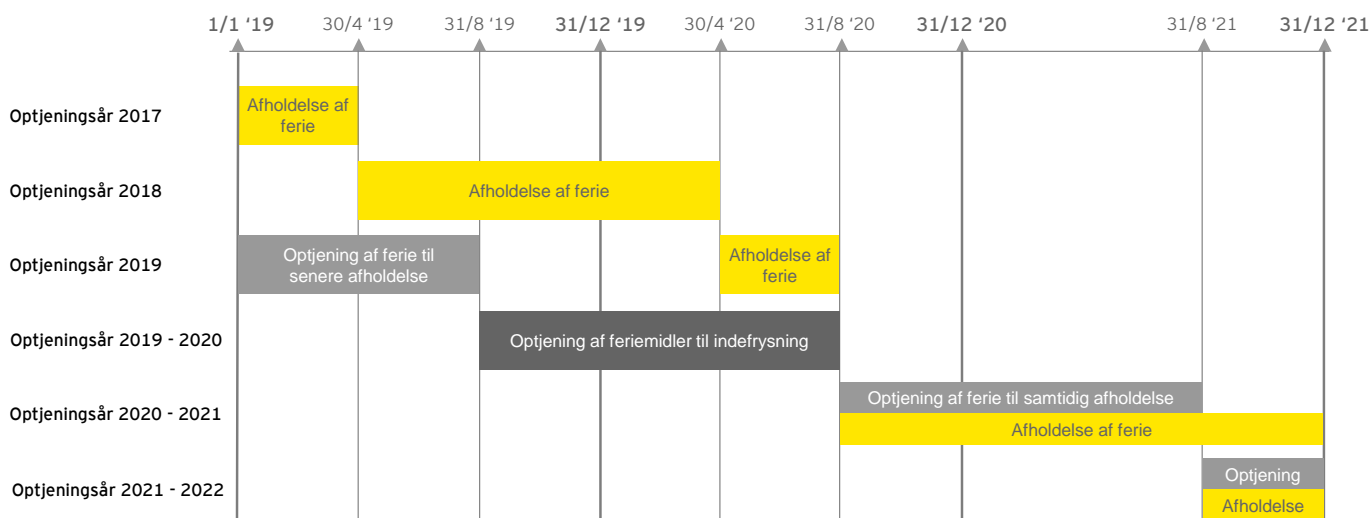 1/1 ‘19 30/4 ‘19 31/8 ‘19 31/12 ‘19 30/4 ‘20 31/8 ‘20 31/12 ‘20 31/8 ‘21 31/12 ‘21
Optjeningsår 2017
Afholdelse af
ferie
Optjeningsår 2018
Afholdelse af ferie
Optjeningsår 2019
Optjening af ferie til
senere afholdelse
Afholdelse af
ferie
Optjeningsår 2019 - 2020
Optjening af feriemidler til indefrysning
Optjeningsår 2020 - 2021
Optjening af ferie til samtidig afholdelse
Afholdelse af ferie
Optjeningsår 2021 - 2022
Optjening
Afholdelse